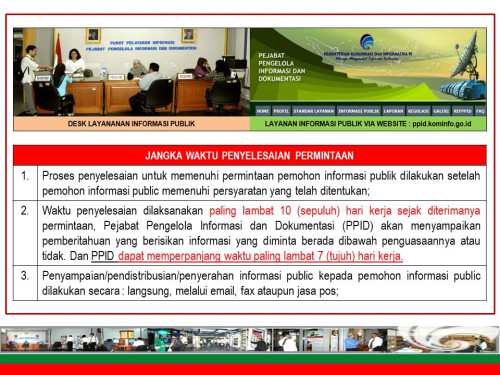 PUSAT PELAYANAN INFORMASI
PEJABAT PENGELOLA INFORMASI DAN DOKUMENTASI
PEJABAT
PENGELOLA
INFORMASI DAN
DOKUMENTASI
KEMENTERIAN KOMUNIKASI DAN INFORMATIKA RI
HOME PROFIL STANDAR LAYANAN INFORMASI PUBLIK LAPORAN REGULASI GALERI KEPPRES FAQ
DESK LAYANANAN INFORMASI PUBLIK
LAYANAN INFORMASI PUBLIK VIA WEBSITE : ppid.kominfo.go.id
JANGKA WAKTU PENYELESAIAN PERMINTAAN
1. Proses penyelesaian untuk memenuhi permintaan pemohon informasi publik dilakukan setelah
pemohon informasi public memenuhi persyaratan yang telah ditentukan;
2. Waktu penyelesaian dilaksanakan paling lambat 10 (sepuluh) hari kerja sejak diterimanya
permintaan, Pejabat Pengelola Informasi dan Dokumentasi (PPID) akan menyampaikan
pemberitahuan yang berisikan informasi yang diminta berada dibawah penguasaannya atau
tidak. Dan PPID dapat memperpanjang waktu paling lambat 7 (tujuh) hari kerja.
3. Penyampaian/pendistribusian/penyerahan informasi public kepada pemohon informasi public
dilakukan secara : langsung, melalui email, fax ataupun jasa pos;